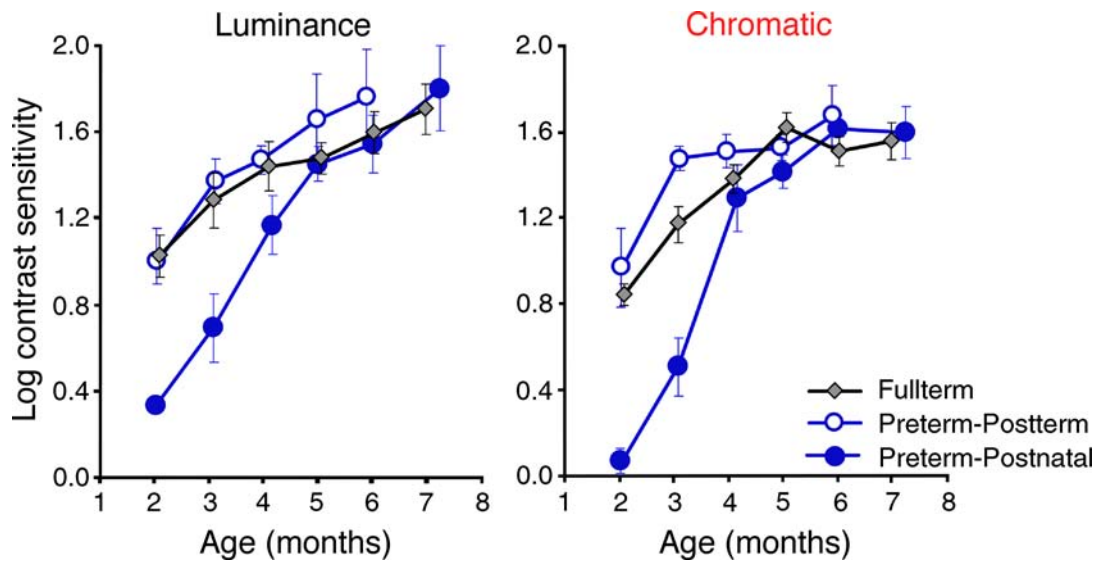 Luminance
Chromatic
Log contrast sensitivity
2.0
1.6
1.2
0.8
0.4
0.0
1 2 3 4 5 6 7 8
Age (months)
2.0
1.6
1.2
0.8
0.4
0.0
1 2 3 4 5 6 7 8
Age (months)
Fullterm
Preterm-Postterm
Preterm-Postnatal